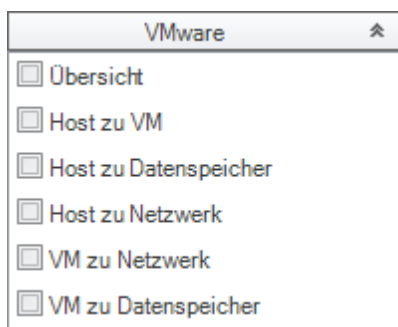 VMware
Übersicht
Host zu VM
Host zu Datenspeicher
Host zu Netzwerk
VM zu Netzwerk
VM zu Datenspeicher